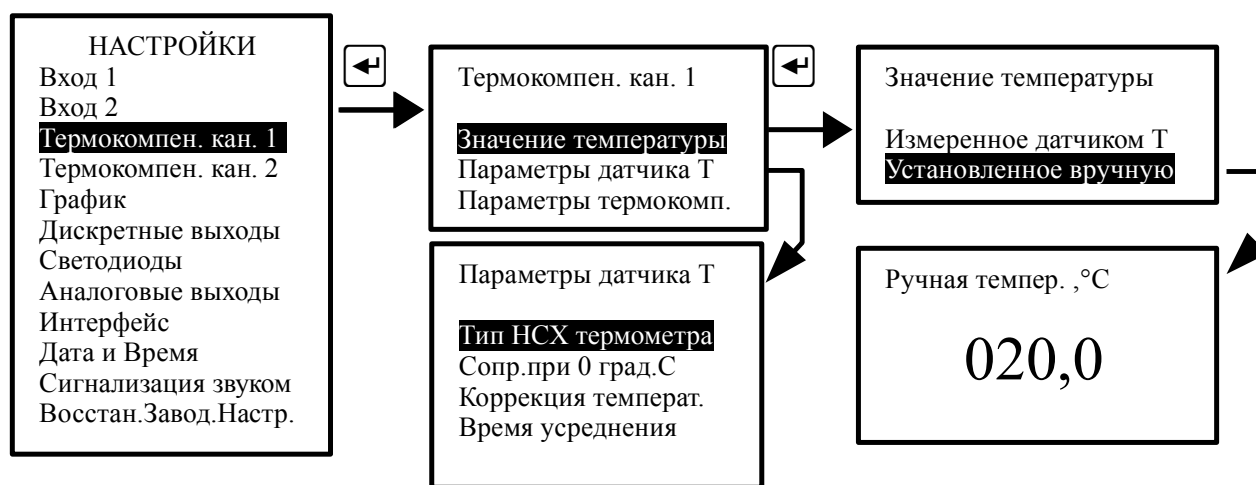 НАСТРОЙКИ
Вход 1
Вход 2
Термокомпен. кан. 1
Термокомпен. кан. 2
График
Дискретные выходы
Светодиоды
Аналоговые выходы
Интерфейс
Дата и Время
Сигнализация звуком
Восстан.Завод.Настр.
Термокомпен. кан. 1
Значение температуры
Параметры датчика Т
Параметры термокомп.
Параметры датчика Т
Тип НСХ термометра
Сопр.при 0 град.С
Коррекция температ.
Время усреднения
Значение температуры
Измеренное датчиком Т
Установленное вручную
Ручная темпер. ,°С
020,0